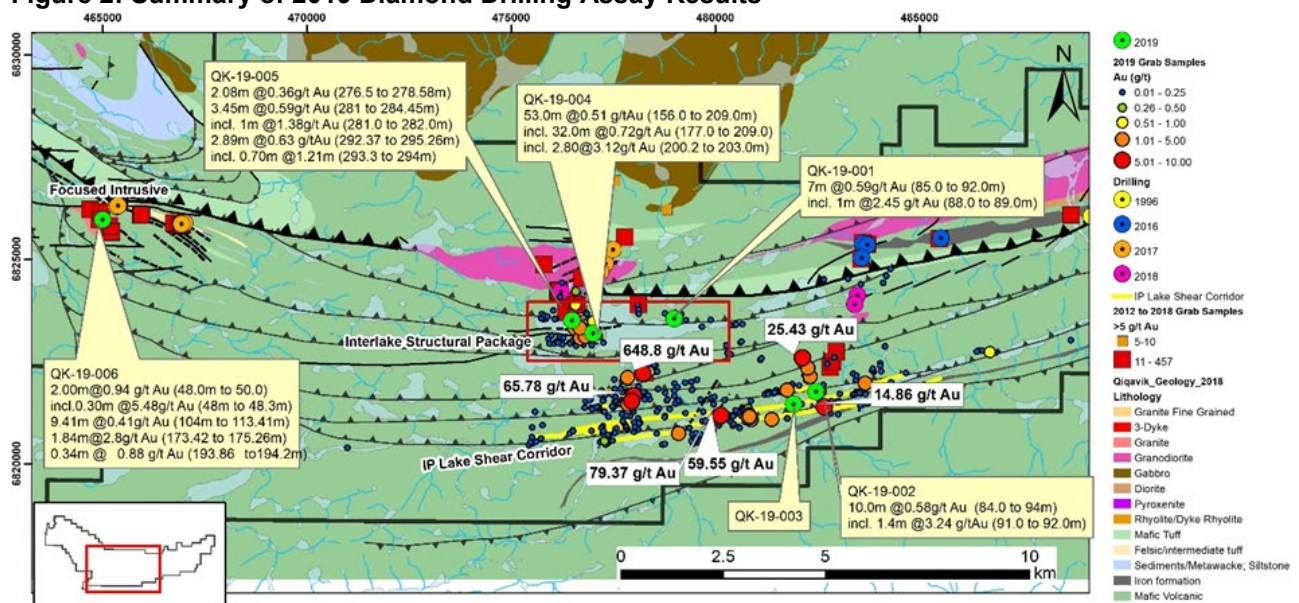 Figure 2: Summary of 2019 Diamond Drilling Assay Results
465000
470000
475000
480000
485000
6830000
6825000
6820000
N
QK-19-005
2.08m @0.36g/t Au (276.5 to 278.58m)
3.45m @0.59g/t Au (281 to 284.45m)
incl. 1m @1.38g/t Au (281.0 to 282.0m)
2.89m @0.63 g/tAu (292.37 to 295.26m)
incl. 0.70m @1.21m) (293.3 to 294m)
QK-19-004
53.0m @0.51 g/tAu (156.0 to 209.0m)
incl. 32.0m @0.72g/t Au (177.0 to 209.0)
incl. 2.80@3.12g/t Au (200.2 to 203.0m)
QK-19-001
7m @0.59g/t Au (85.0 to 92.0m)
incl. 1m @2.45 g/t Au (88.0 to 89.0m)
Focused Intrusive
Interlake Structural Package
25.43 g/t Au
648.8 g/t Au
65.78 g/t Au
14.86 g/t Au
IP Lake Shear Corridor
79.37 g/t Au
59.55 g/t Au
QK-19-006
2.00m@0.94 g/t Au (48.0m to 50.0)
incl.0.30m @5.48g/t Au (48m to 48.3m)
9.41m @0.41g/t Au (104m to 113.41m)
1.84m@2.8g/t Au (173.42 to 175.26m)
0.34m @ 0.88 g/t Au (193.86 to194.2m)
QK-19-003
QK-19-002
10.0m @0.58g/t Au (84.0 to 94m)
incl. 1.4m @3.24 g/tAu (91.0 to 92.0m)
0
5
10
km
2019
2019 Grab Samples
Au (g/t)
0.01 - 0.25
0.26 - 0.50
0.51 - 1.00
1.01 - 5.00
5.01 - 10.00
Drilling
1996
2016
2017
2018
IP Lake Shear Corridor
2012 to 2018 Grab Samples
>5 g/t Au
5-10
11 - 457
Qiqavik_Geology_2018
Lithology
Granite Fine Grained
3-Dyke
Granite
Granodiorite
Gabbro
Diorite
Pyroxenite
Rhyolite/Dyke Rhyolite
Mafic Tuff
Felsic/intermediate tuff
Sediments/Metawacke; Siltstone
Iron formation
Mafic Volcanic